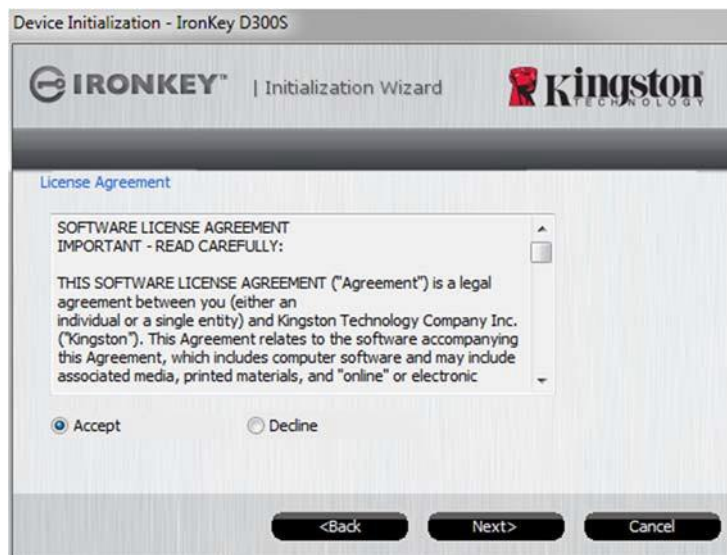 Device Initialization - IronKey D300S
IRONKEY™ | Initialization Wizard
Kingston
TECHNOLOGY
License Agreement
SOFTWARE LICENSE AGREEMENT
IMPORTANT - READ CAREFULLY:
THIS SOFTWARE LICENSE AGREEMENT ("Agreement") is a legal
agreement between you (either an
individual or a single entity) and Kingston Technology Company Inc.
("Kingston"). This Agreement relates to the software accompanying
this Agreement, which includes computer software and may include
associated media, printed materials, and "online" or electronic
Accept Decline
<Back Next> Cancel